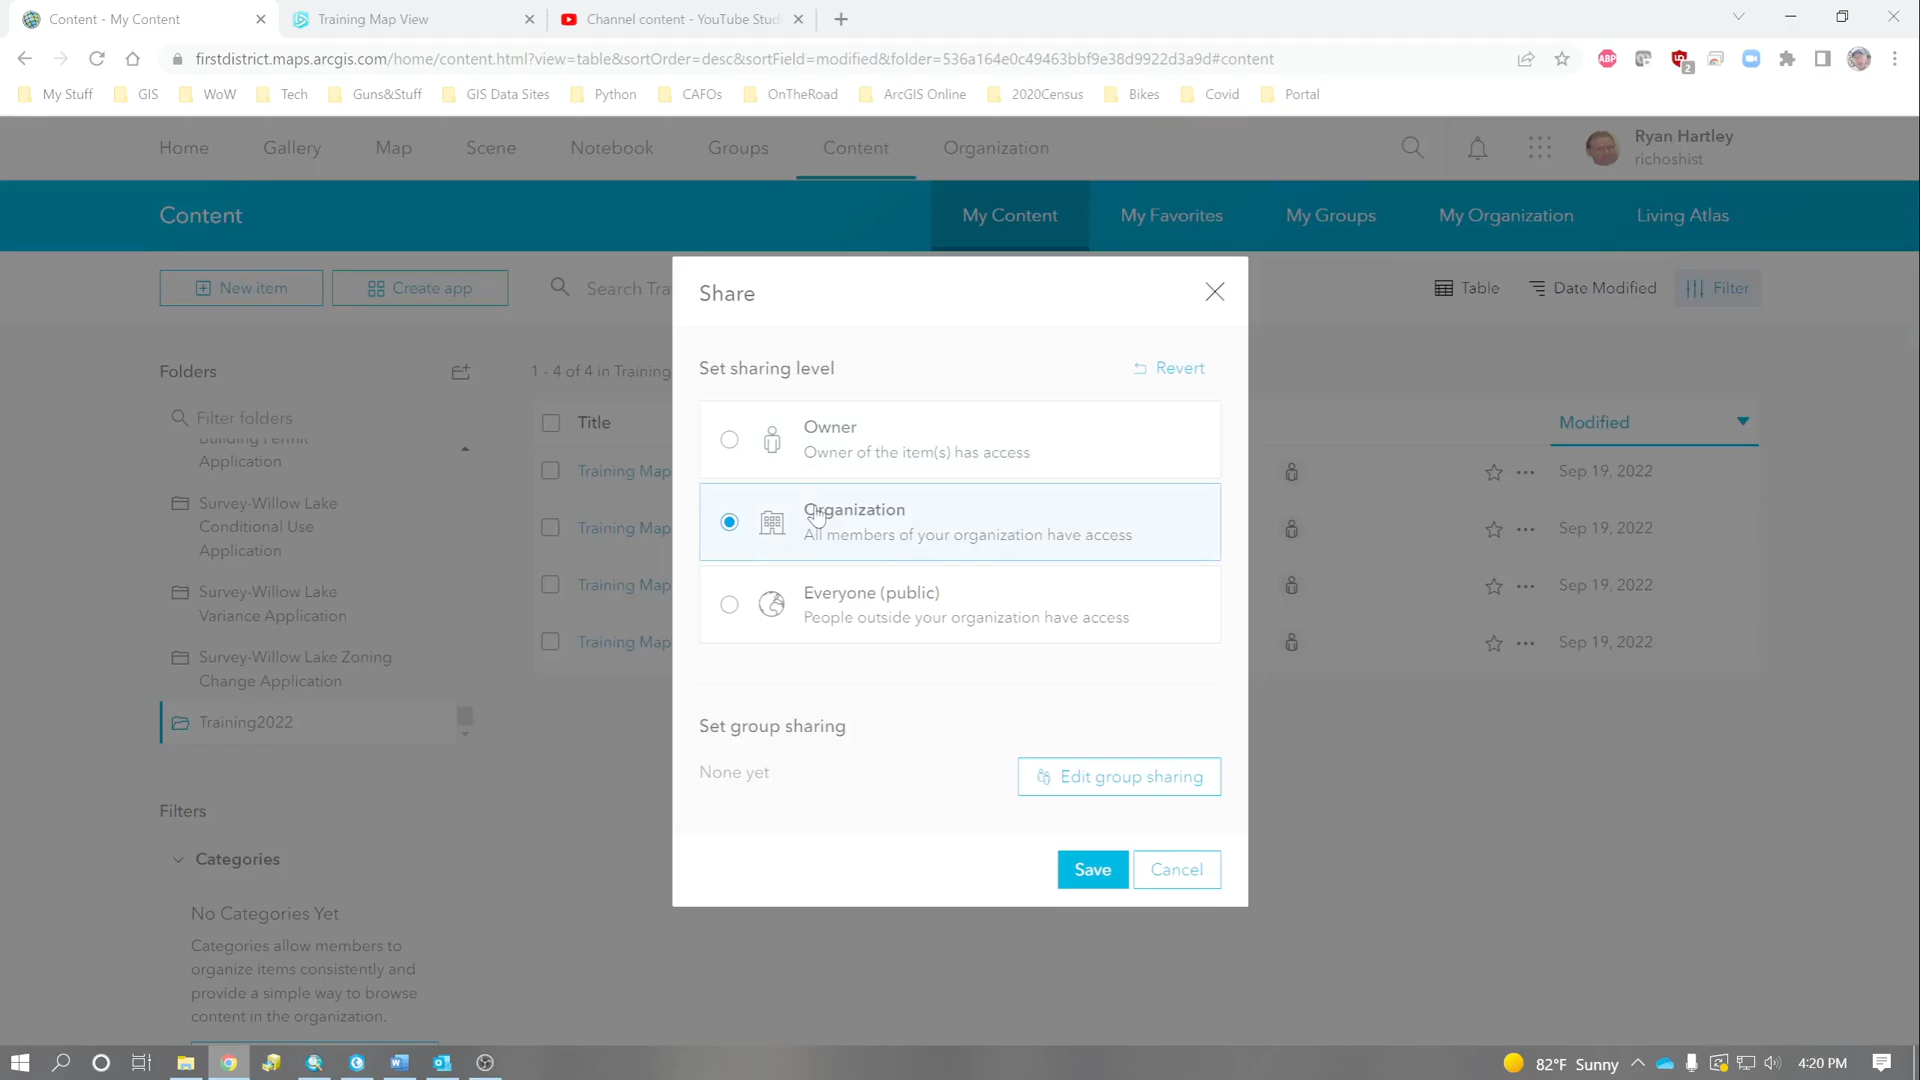 Content - My Content
Training Map View
Channel content - YouTube Stud
firstdistrict.maps.arcgis.com/home/content.html?view=table&sortOrder=desc&sortField=modified&folder=536a164e0c49463bbf9e38d9922d3a9d#content
ABP
2
My Stuff
GIS
WoW
Tech
Guns&Stuff
GIS Data Sites
Python
CAFOs
OnTheRoad
ArcGIS Online
2020Census
Bikes
Covid
Portal
Home
Gallery
Map
Scene
Notebook
Groups
Content
Organization
Ryan Hartley
richoshist
Content
My Content
My Favorites
My Groups
My Organization
Living Atlas
New item
Create app
Search Tra
Table
Date Modified
Filter
Share
Set sharing level
Revert
Owner
Owner of the item(s) has access
Organization
All members of your organization have access
Everyone (public)
People outside your organization have access
Set group sharing
None yet
Edit group sharing
Save
Cancel
Folders
Filter folders
Building Permit
Application
Survey-Willow Lake
Conditional Use
Application
Survey-Willow Lake
Variance Application
Survey-Willow Lake Zoning
Change Application
Training2022
1 - 4 of 4 in Training
Title
Modified
Training Map
Sep 19, 2022
Training Map
Sep 19, 2022
Training Map
Sep 19, 2022
Training Map
Sep 19, 2022
Filters
Categories
No Categories Yet
Categories allow members to
organize items consistently and
provide a simple way to browse
content in the organization.
82°F Sunny
4:20 PM